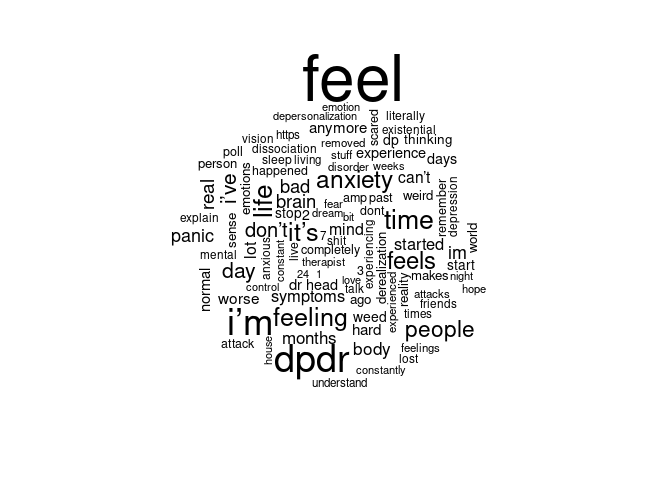 feel
emotion
depersonalization
literally
scared
anymore
existential
vision
https
removed
dp
thinking
poll
dissociation
stuff
experience
days
person
sleep
living
disorder
weeks
happened
emotions
anxiety
can't
real
i've
life
bad
brain
fear
amp
past
weird
remember
depression
explain
sense
stop
2
dream
bit
dont
time
panic
lot
don't
it's
7
mind
shit
experiencing
started
world
mental
anxious
constant
live
completely
derealization
feels
im
therapist
day
24
1
3
love
reality
makes
start
night
normal
control
dr
head
talk
experienced
attacks
hope
worse
symptoms
ago
friends
i'm
feeling
weed
times
hard
people
attack
months
house
dpdr
body
feelings
lost
constantly
understand